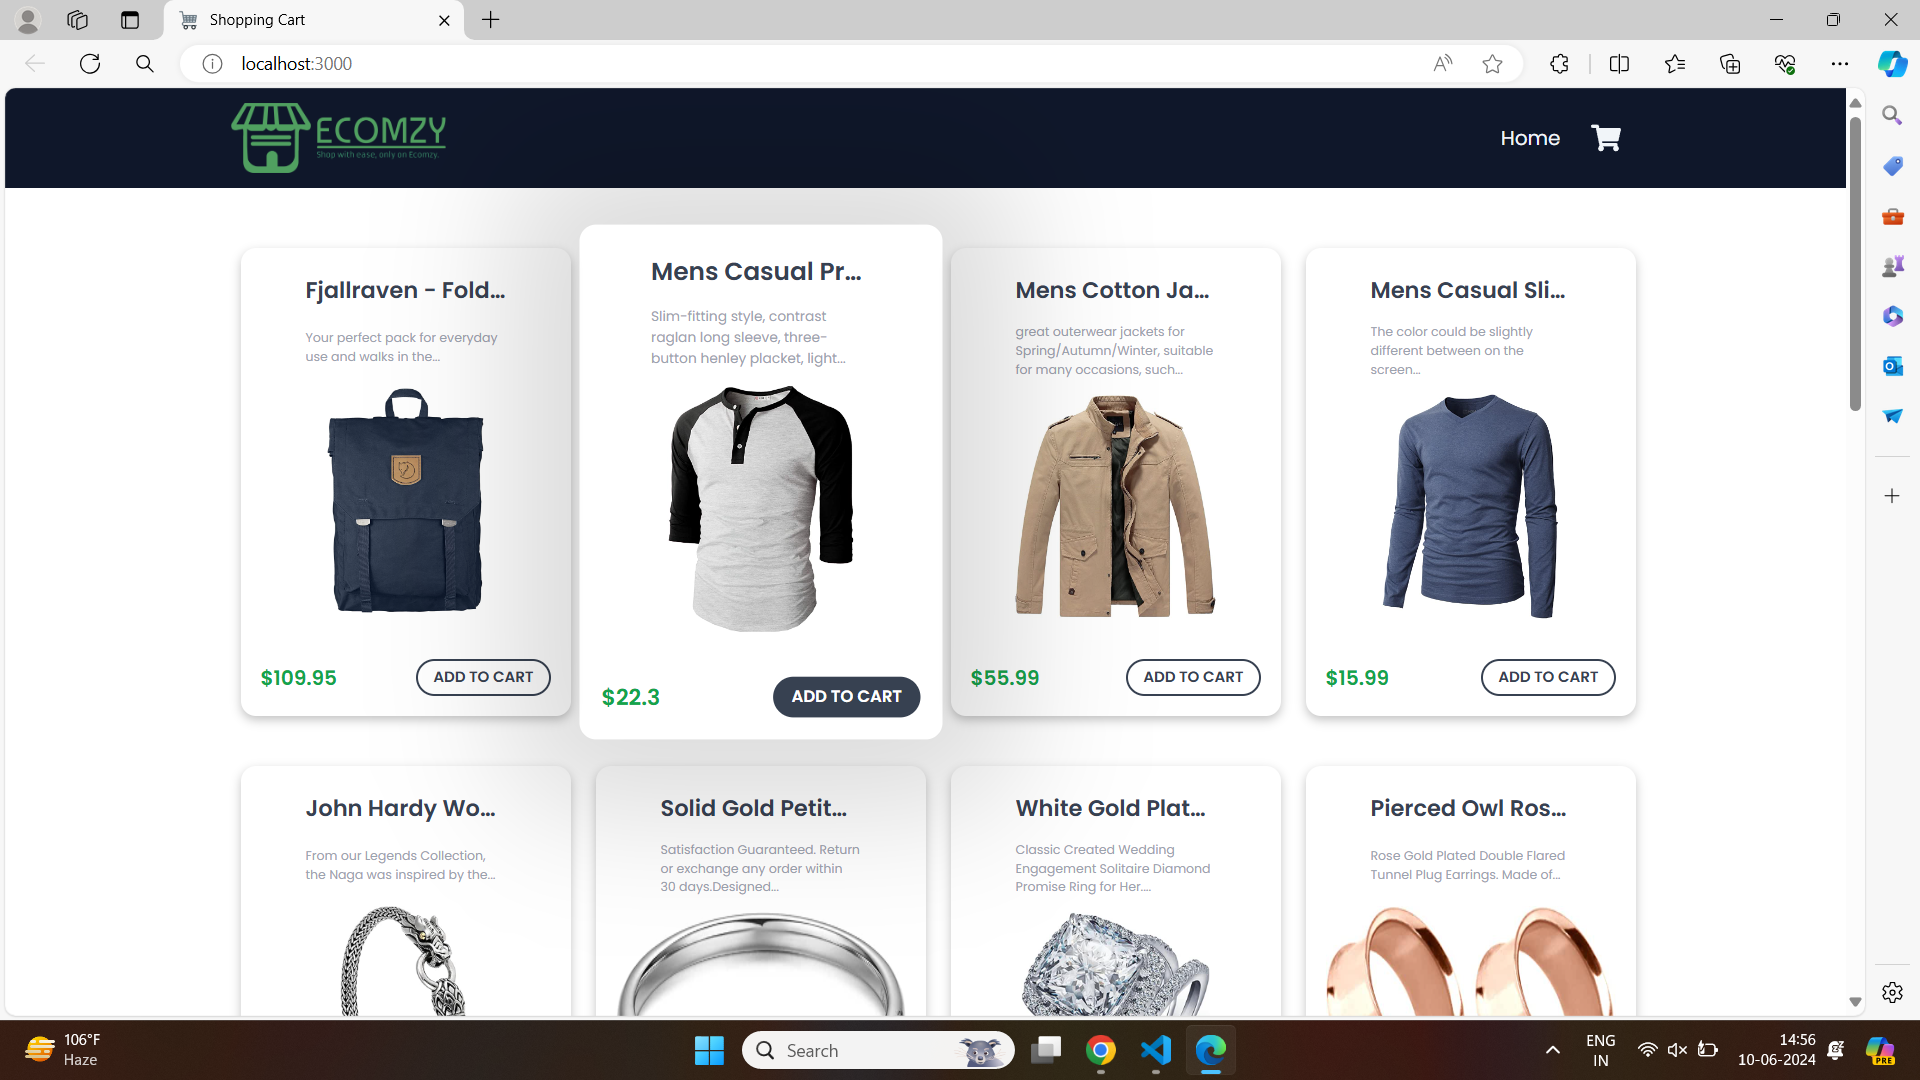 Shopping Cart
localhost:3000
ECOMZY
Shop with ease, only on Ecomzy.
Home
Fjallraven - Fold...
Your perfect pack for everyday
use and walks in the...
$109.95
ADD TO CART
Mens Casual Pr...
Slim-fitting style, contrast
raglan long sleeve, three-
button henley placket, light...
$22.3
ADD TO CART
Mens Cotton Ja...
great outerwear jackets for
Spring/Autumn/Winter, suitable
for many occasions, such...
$55.99
ADD TO CART
Mens Casual Sli...
The color could be slightly
different between on the
screen...
$15.99
ADD TO CART
John Hardy Wo...
From our Legends Collection,
the Naga was inspired by the...
Solid Gold Petit...
Satisfaction Guaranteed. Return
or exchange any order within
30 days.Designed...
White Gold Plat...
Classic Created Wedding
Engagement Solitaire Diamond
Promise Ring for Her....
Pierced Owl Ros...
Rose Gold Plated Double Flared
Tunnel Plug Earrings. Made of...
106°F
Haze
Search
ENG
IN
14:56
10-06-2024
PRE